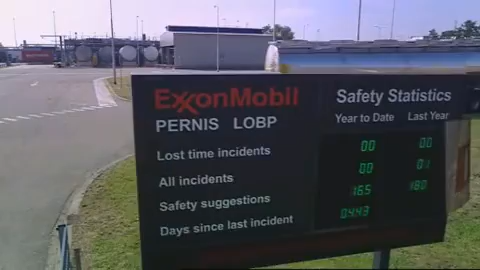 ExxonMobil Safety Statistics
PERNIS LOBP Year to Date Last Year
Lost time incidents 00 00
All incidents 00 01
Safety suggestions 165 180
Days since last incident 0443